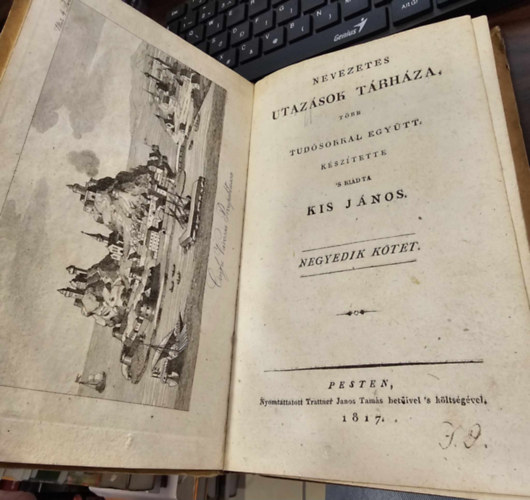 NEVEZETES
UTAZÁSOK TÁRHÁZA,
TÖBB
TUDÓSOKKAL EGYÜTT,
KÉSZÍTETTE
'S KIADTA
KIS JÁNOS.
NEGYEDIK KÖTET.
PESTEN,
Nyomtattatott Trattner János Tamás betűivel 's költségével,
1817.
Genius